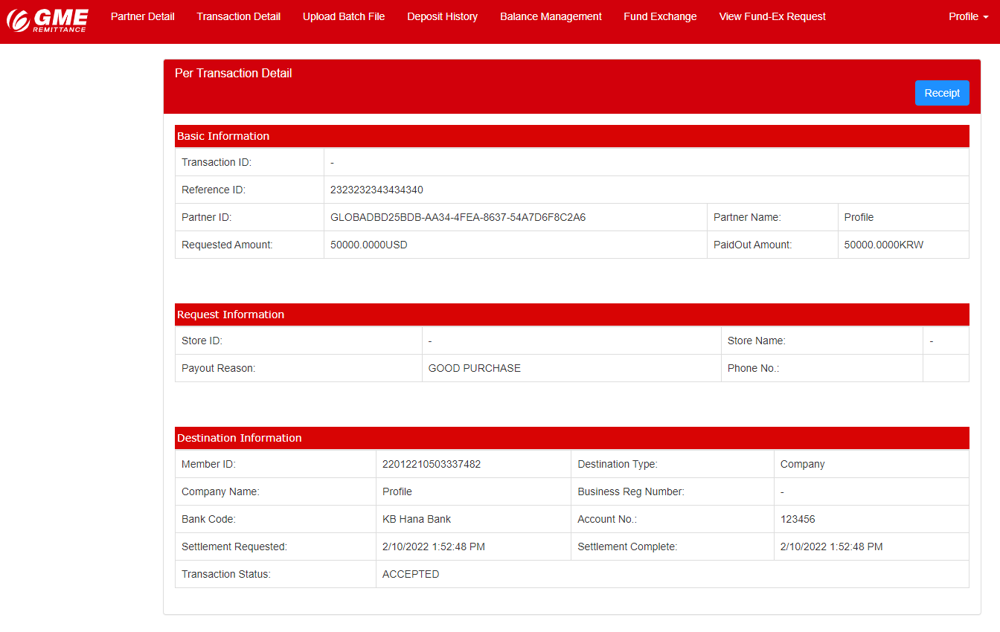 GME REMITTANCE Partner Detail Transaction Detail Upload Batch File Deposit History Balance Management Fund Exchange View Fund-Ex Request Profile
Per Transaction Detail
Receipt
Basic Information
Transaction ID: -
Reference ID: 2323232343434340
Partner ID: GLOBADBD25BDB-AA34-4FEA-8637-54A7D6F8C2A6 Partner Name: Profile
Requested Amount: 50000.0000USD PaidOut Amount: 50000.0000KRW
Request Information
Store ID: - Store Name: -
Payout Reason: GOOD PURCHASE Phone No.:
Destination Information
Member ID: 22012210503337482 Destination Type: Company
Company Name: Profile Business Reg Number: -
Bank Code: KB Hana Bank Account No.: 123456
Settlement Requested: 2/10/2022 1:52:48 PM Settlement Complete: 2/10/2022 1:52:48 PM
Transaction Status: ACCEPTED